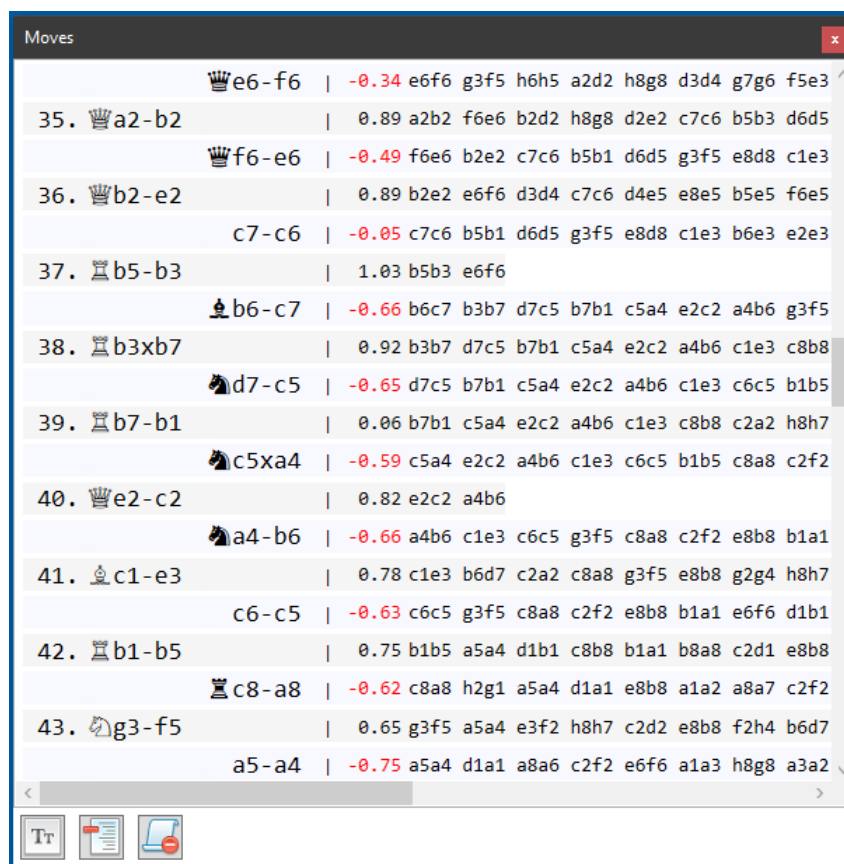 Moves
x
♛e6-f6 | -0.34 e6f6 g3f5 h6h5 a2d2 h8g8 d3d4 g7g6 f5e3
35. ♕a2-b2 | 0.89 a2b2 f6e6 b2d2 h8g8 d2e2 c7c6 b5b3 d6d5
♛f6-e6 | -0.49 f6e6 b2e2 c7c6 b5b1 d6d5 g3f5 e8d8 c1e3
36. ♕b2-e2 | 0.89 b2e2 e6f6 d3d4 c7c6 d4e5 e8e5 b5e5 f6e5
c7-c6 | -0.05 c7c6 b5b1 d6d5 g3f5 e8d8 c1e3 b6e3 e2e3
37. ♖b5-b3 | 1.03 b5b3 e6f6
♝b6-c7 | -0.66 b6c7 b3b7 d7c5 b7b1 c5a4 e2c2 a4b6 g3f5
38. ♖b3xb7 | 0.92 b3b7 d7c5 b7b1 c5a4 e2c2 a4b6 c1e3 c8b8
♞d7-c5 | -0.65 d7c5 b7b1 c5a4 e2c2 a4b6 c1e3 c6c5 b1b5
39. ♖b7-b1 | 0.06 b7b1 c5a4 e2c2 a4b6 c1e3 c8b8 c2a2 h8h7
♞c5xa4 | -0.59 c5a4 e2c2 a4b6 c1e3 c6c5 b1b5 c8a8 c2f2
40. ♕e2-c2 | 0.82 e2c2 a4b6
♞a4-b6 | -0.66 a4b6 c1e3 c6c5 g3f5 c8a8 c2f2 e8b8 b1a1
41. ♗c1-e3 | 0.78 c1e3 b6d7 c2a2 c8a8 g3f5 e8b8 g2g4 h8h7
c6-c5 | -0.63 c6c5 g3f5 c8a8 c2f2 e8b8 b1a1 e6f6 d1b1
42. ♖b1-b5 | 0.75 b1b5 a5a4 d1b1 c8b8 b1a1 b8a8 c2d1 e8b8
♜c8-a8 | -0.62 c8a8 h2g1 a5a4 d1a1 e8b8 a1a2 a8a7 c2f2
43. ♘g3-f5 | 0.65 g3f5 a5a4 e3f2 h8h7 c2d2 e8b8 f2h4 b6d7
a5-a4 | -0.75 a5a4 d1a1 a8a6 c2f2 e6f6 a1a3 h8g8 a3a2
TT